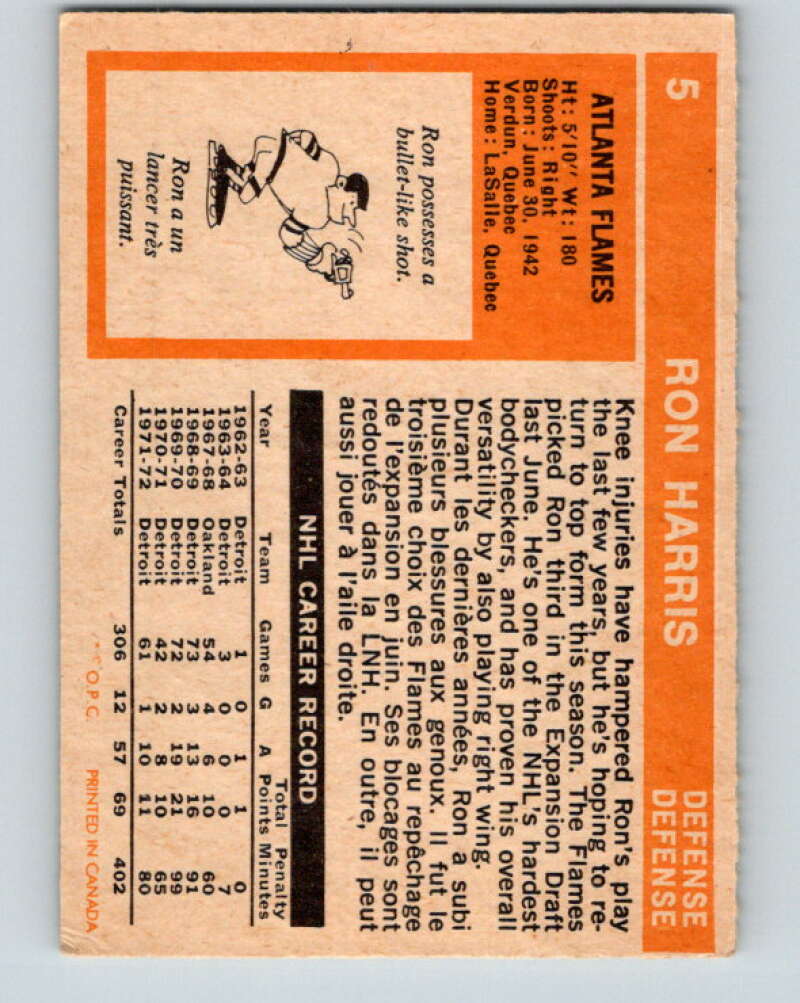 5
RON HARRIS
DEFENSE
DEFENSE
ATLANTA FLAMES
Ht: 5/10″ Wt: 180
Shoots: Right
Born: June 30, 1942
Verdun, Quebec
Home: LaSalle, Quebec
Ron possesses a
bullet-like shot.
Ron a un
lancer très
puissant.
Knee injuries have hampered Ron's play
the last few years, but he's hoping to re-
turn to top form this season. The Flames
picked Ron third in the Expansion Draft
last June. He's one of the NHL's hardest
bodycheckers, and has proven his overall
versatility by also playing right wing.
Durant les dernières années, Ron a subi
plusieurs blessures aux genoux. Il fut le
troisième choix des Flames au repêchage
de l'expansion en juin. Ses blocages sont
redoutés dans la LNH. En outre, il peut
aussi jouer à l'aile droite.
NHL CAREER RECORD
Total Penalty
Year Team Games G A Points Minutes
1962-63 Detroit 1 0 1 1 0
1963-64 Detroit 3 0 0 0 7
1967-68 Oakland 54 4 6 10 60
1968-69 Detroit 73 3 13 16 91
1969-70 Detroit 72 2 19 21 99
1970-71 Detroit 42 2 8 10 65
1971-72 Detroit 61 1 10 11 80
Career Totals 306 12 57 69 402
O.P.C. PRINTED IN CANADA